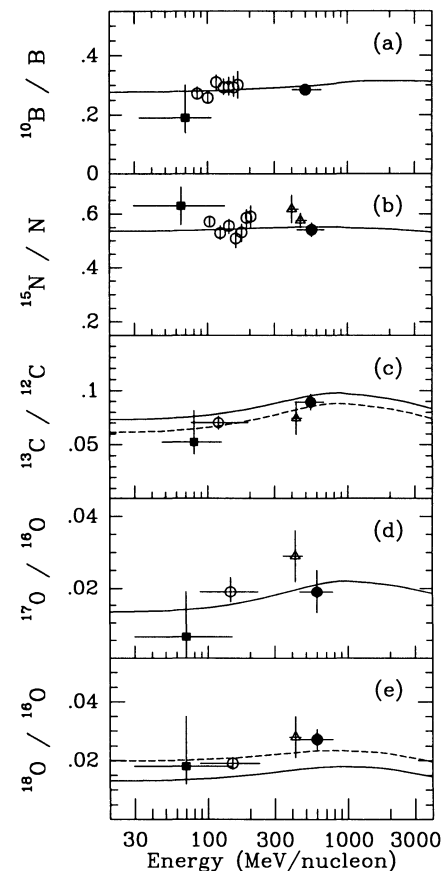 (a)
.4
.2
0
¹⁰B / B
(b)
.6
.4
.2
¹⁵N / N
(c)
.1
.05
¹³C / ¹²C
(d)
.04
.02
¹⁷O / ¹⁶O
(e)
.04
.02
¹⁸O / ¹⁶O
30 100 300 1000 3000
Energy (MeV/nucleon)